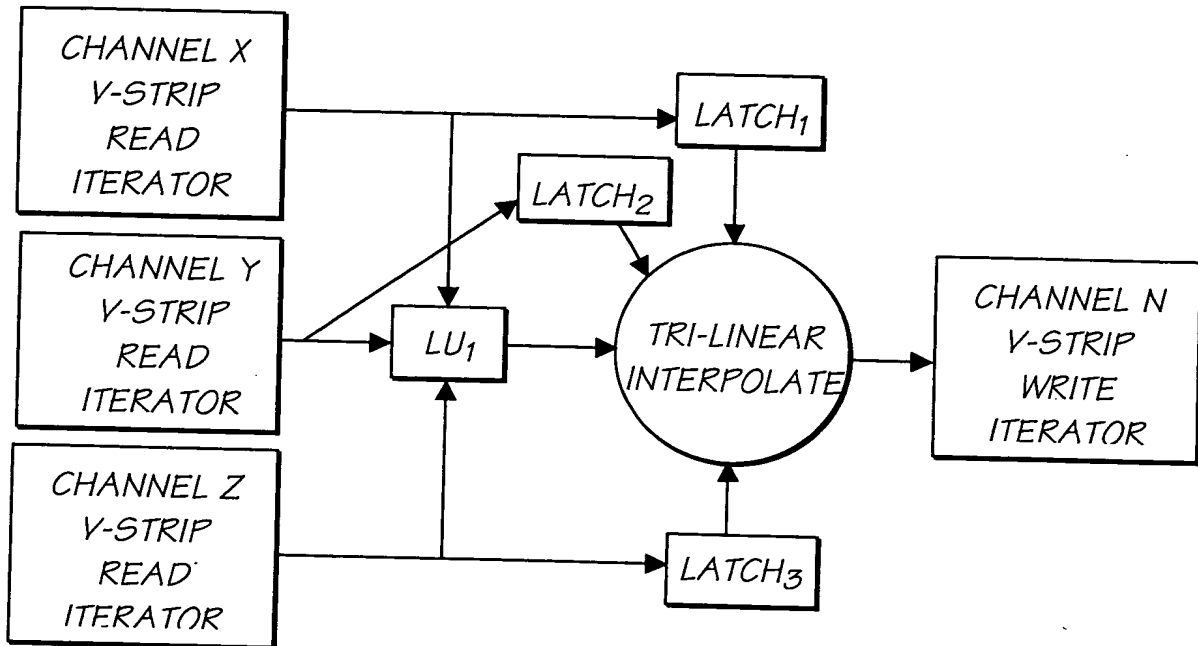 CHANNEL X
V-STRIP
READ
ITERATOR
LATCH1
LATCH2
CHANNEL Y
V-STRIP
READ
ITERATOR
LU1
TRI-LINEAR
INTERPOLATE
CHANNEL N
V-STRIP
WRITE
ITERATOR
CHANNEL Z
V-STRIP
READ
ITERATOR
LATCH3